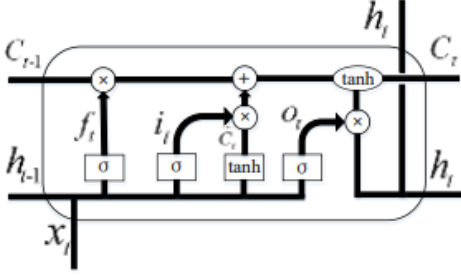 h_t
C_{t-1} × + tanh C_t
f_t i_t × C̃_t o_t ×
h_{t-1} σ σ tanh σ h_t
x_t